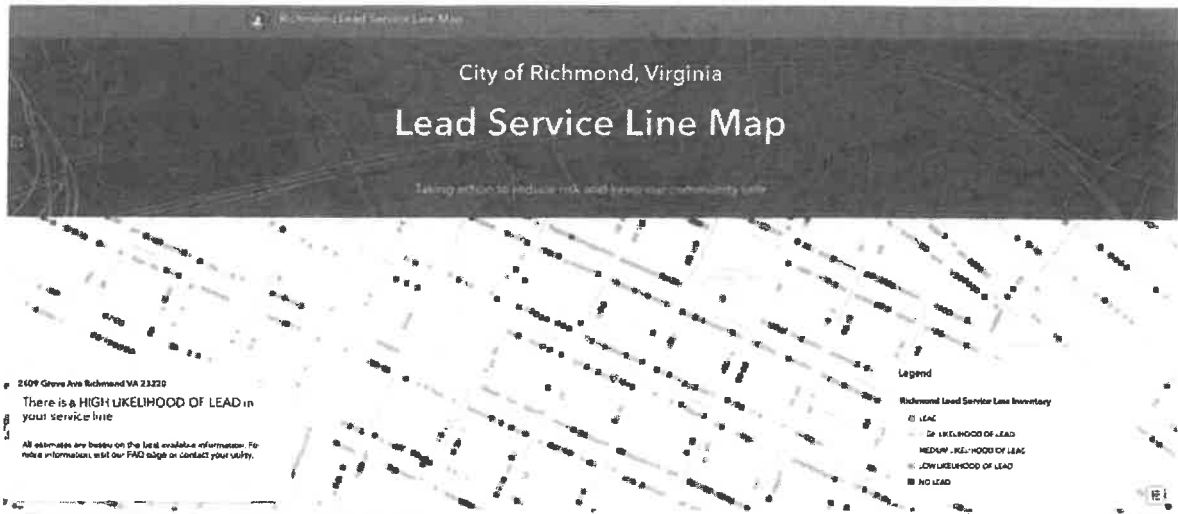 Richmond Lead Service Line Map
City of Richmond, Virginia
Lead Service Line Map
Taking action to reduce risk and keep our community safe
2609 Grove Ave Richmond VA 23220
There is a HIGH LIKELIHOOD OF LEAD in
your service line
All estimates are based on the best available information. For
more information, visit our FAQ page or contact your utility.
Legend
Richmond Lead Service Line Inventory
LEAD
LIKELIHOOD OF LEAD
MEDIUM LIKELIHOOD OF LEAD
LOW LIKELIHOOD OF LEAD
NO LEAD